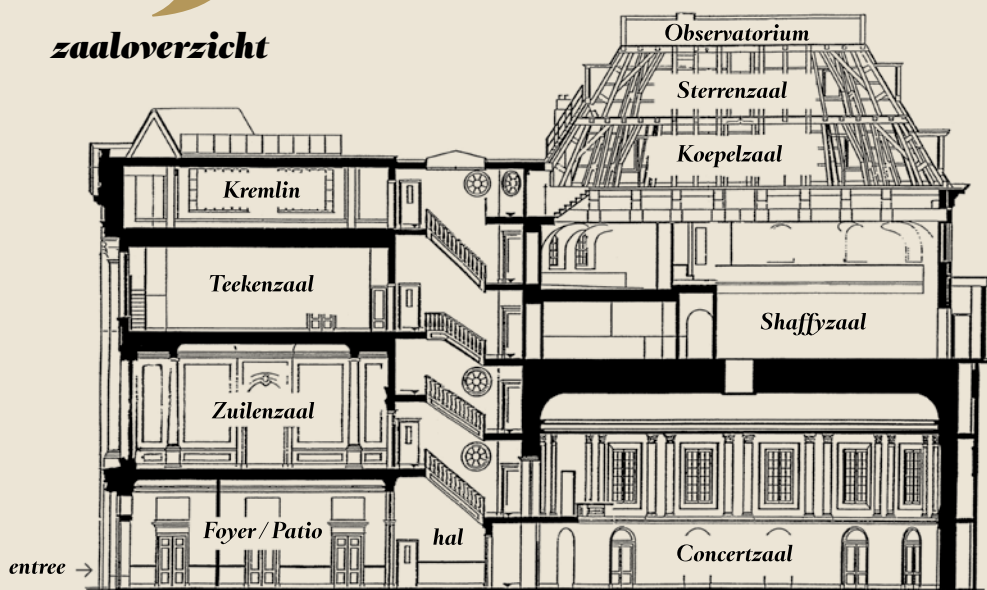 zaaloverzicht
Observatorium
Sterrenzaal
Koepelzaal
Kremlin
Teekenzaal
Shaffyzaal
Zuilenzaal
Foyer / Patio
hal
Concertzaal
entree →